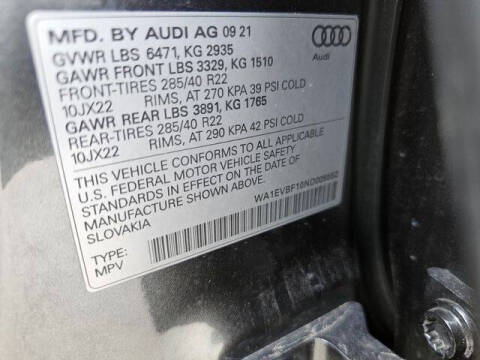 MFD. BY AUDI AG 09 21
GVWR LBS 6471, KG 2935
GAWR FRONT LBS 3329, KG 1510
FRONT-TIRES 285/40 R22
10JX22 RIMS, AT 270 KPA 39 PSI COLD
GAWR REAR LBS 3891, KG 1765
REAR-TIRES 285/40 R22
10JX22 RIMS, AT 290 KPA 42 PSI COLD
THIS VEHICLE CONFORMS TO ALL APPLICABLE
U.S. FEDERAL MOTOR VEHICLE SAFETY
STANDARDS IN EFFECT ON THE DATE OF
MANUFACTURE SHOWN ABOVE.
SLOVAKIA
TYPE:
MPV
Audi